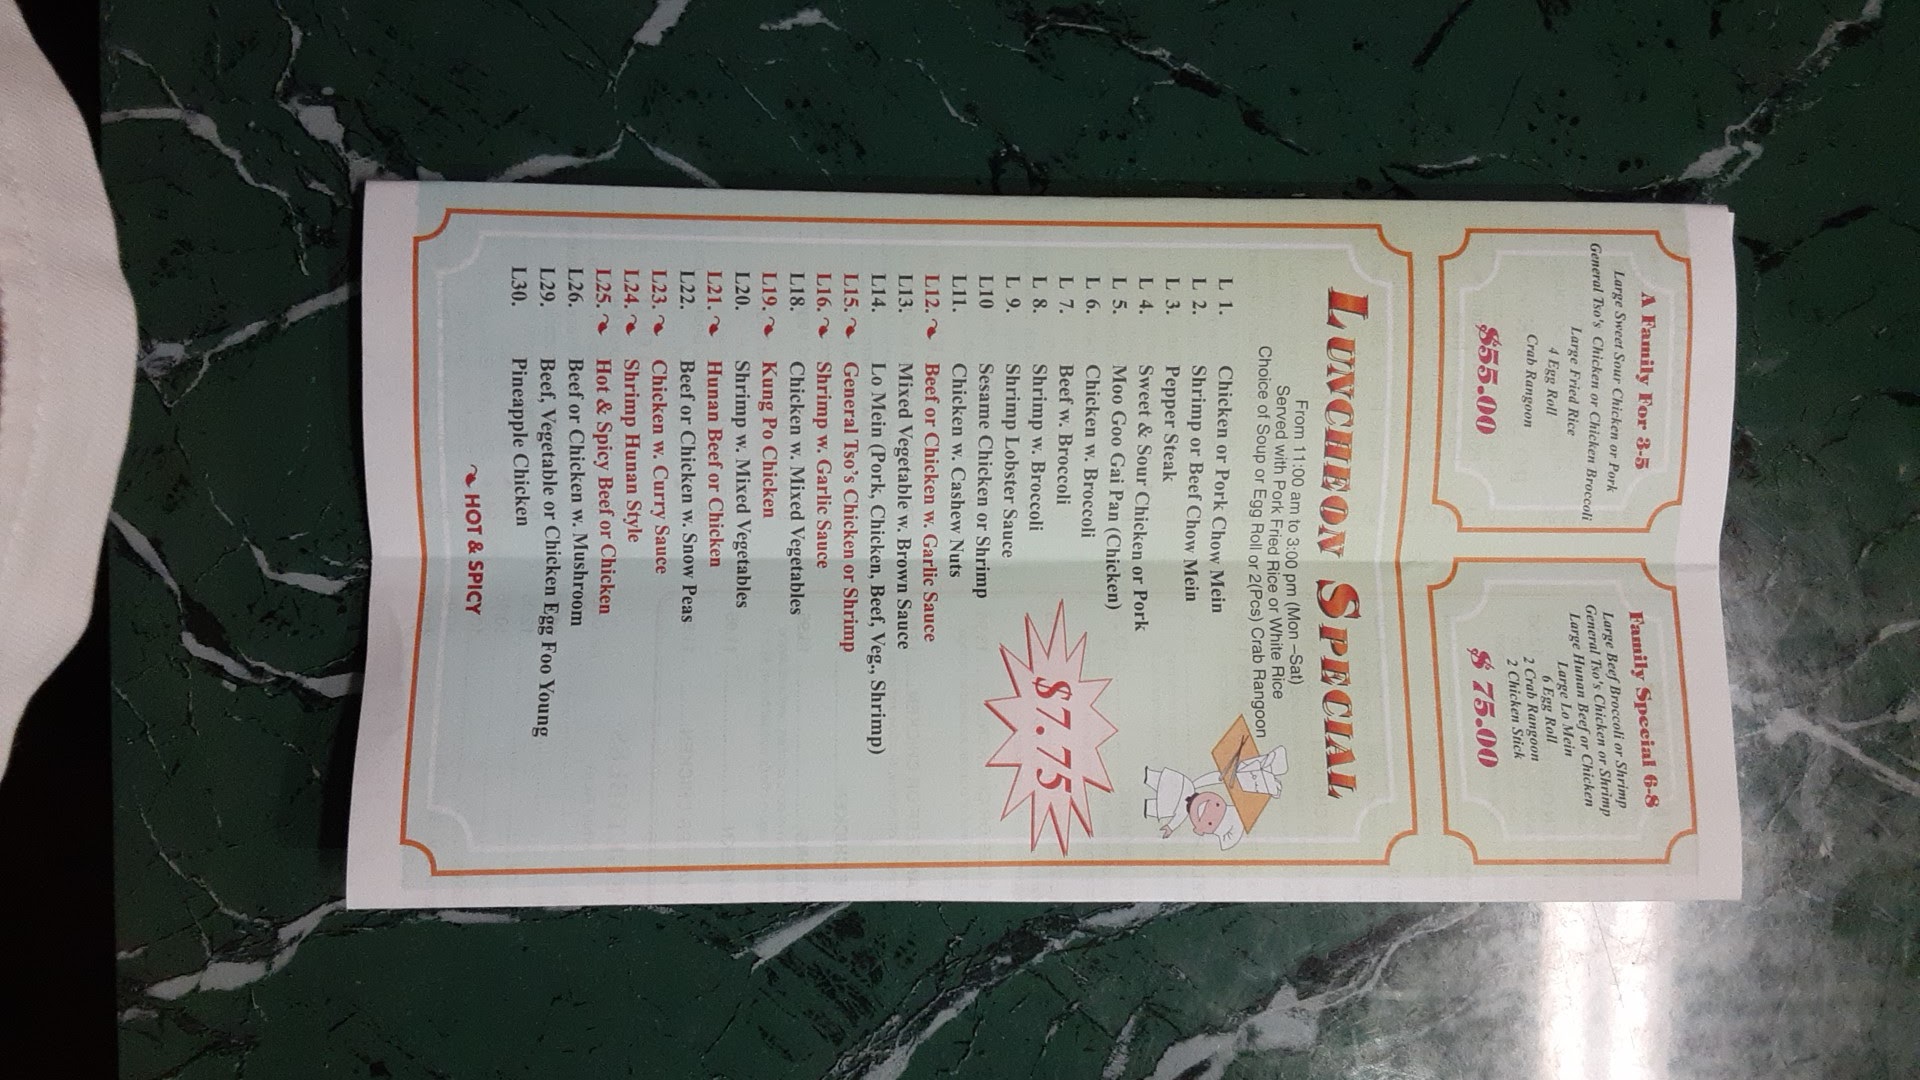 A Family For 3-5
Large Sweet Sour Chicken or Pork
General Tso's Chicken or Chicken Broccoli
Large Fried Rice
4 Egg Roll
Crab Rangoon
$55.00
Family Special 6-8
Large Beef Broccoli or Shrimp
General Tso's Chicken or Shrimp
Large Hunan Beef or Chicken
Large Lo Mein
6 Egg Roll
2 Crab Rangoon
2 Chicken Stick
$ 75.00
LUNCHEON SPECIAL
From 11:00 am to 3:00 pm (Mon –Sat)
Served with Pork Fried Rice or White Rice
Choice of Soup or Egg Roll or 2(Pcs) Crab Rangoon
L 1. Chicken or Pork Chow Mein
L 2. Shrimp or Beef Chow Mein
L 3. Pepper Steak
L 4. Sweet & Sour Chicken or Pork
L 5. Moo Goo Gai Pan (Chicken)
L 6. Chicken w. Broccoli
L 7. Beef w. Broccoli
L 8. Shrimp w. Broccoli
L 9. Shrimp Lobster Sauce
L10 Sesame Chicken or Shrimp
L11. Chicken w. Cashew Nuts
L12. Beef or Chicken w. Garlic Sauce
L13. Mixed Vegetable w. Brown Sauce
L14. Lo Mein (Pork, Chicken, Beef, Veg., Shrimp)
L15. General Tso's Chicken or Shrimp
L16. Shrimp w. Garlic Sauce
L18. Chicken w. Mixed Vegetables
L19. Kung Po Chicken
L20. Shrimp w. Mixed Vegetables
L21. Hunan Beef or Chicken
L22. Beef or Chicken w. Snow Peas
L23. Chicken w. Curry Sauce
L24. Shrimp Hunan Style
L25. Hot & Spicy Beef or Chicken
L26. Beef or Chicken w. Mushroom
L29. Beef, Vegetable or Chicken Egg Foo Young
L30. Pineapple Chicken
$7.75
HOT & SPICY